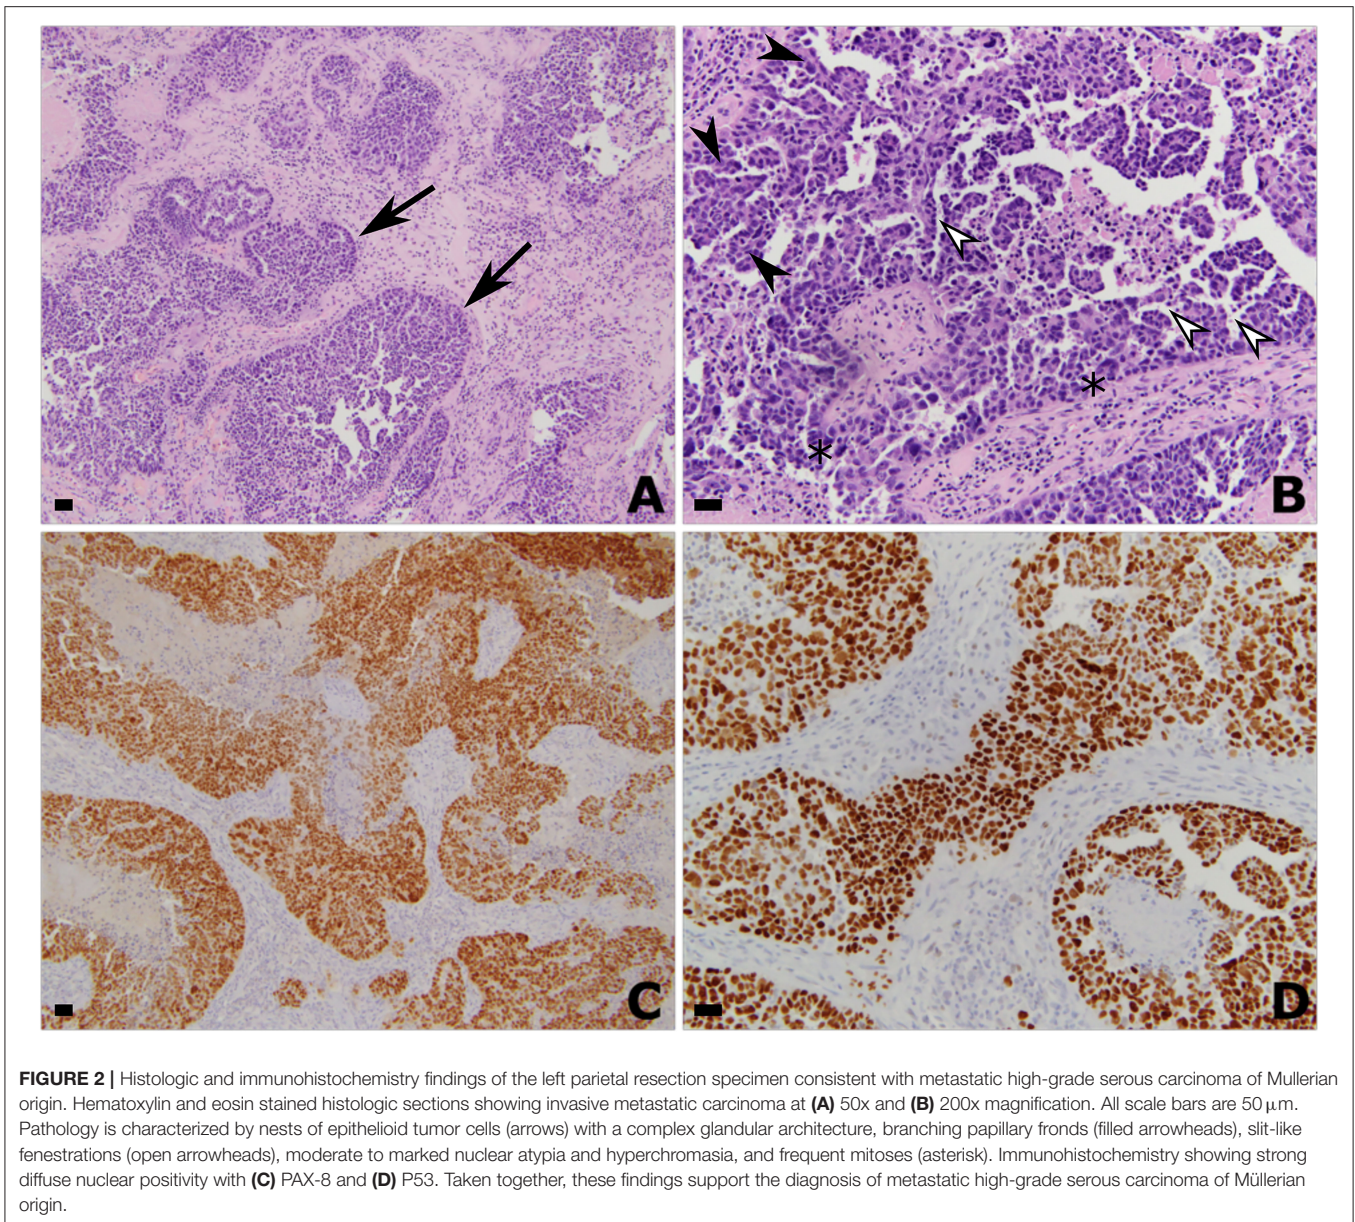 A
B
C
D
FIGURE 2 | Histologic and immunohistochemistry findings of the left parietal resection specimen consistent with metastatic high-grade serous carcinoma of Mullerian
origin. Hematoxylin and eosin stained histologic sections showing invasive metastatic carcinoma at (A) 50x and (B) 200x magnification. All scale bars are 50 μm.
Pathology is characterized by nests of epithelioid tumor cells (arrows) with a complex glandular architecture, branching papillary fronds (filled arrowheads), slit-like
fenestrations (open arrowheads), moderate to marked nuclear atypia and hyperchromasia, and frequent mitoses (asterisk). Immunohistochemistry showing strong
diffuse nuclear positivity with (C) PAX-8 and (D) P53. Taken together, these findings support the diagnosis of metastatic high-grade serous carcinoma of Müllerian
origin.